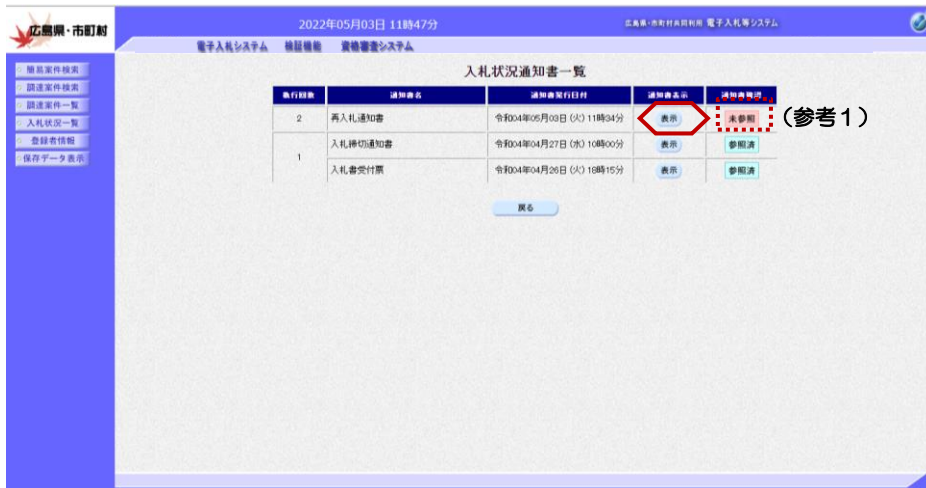 広島県・市町村
2022年05月03日 11時47分
広島県・市町村共同利用 電子入札等システム
電子入札システム 検証機能 資格審査システム
簡易案件検索
調達案件検索
調達案件一覧
入札状況一覧
登録者情報
保存データ表示
入札状況通知書一覧
執行回数 通知書名 通知書発行日付 通知書表示 通知書確認
2 再入札通知書 令和04年05月03日 (火) 11時34分 表示 未参照 (参考1)
1 入札締切通知書 令和04年04月27日 (水) 10時00分 表示 参照済
入札書受付票 令和04年04月26日 (火) 18時15分 表示 参照済
戻る